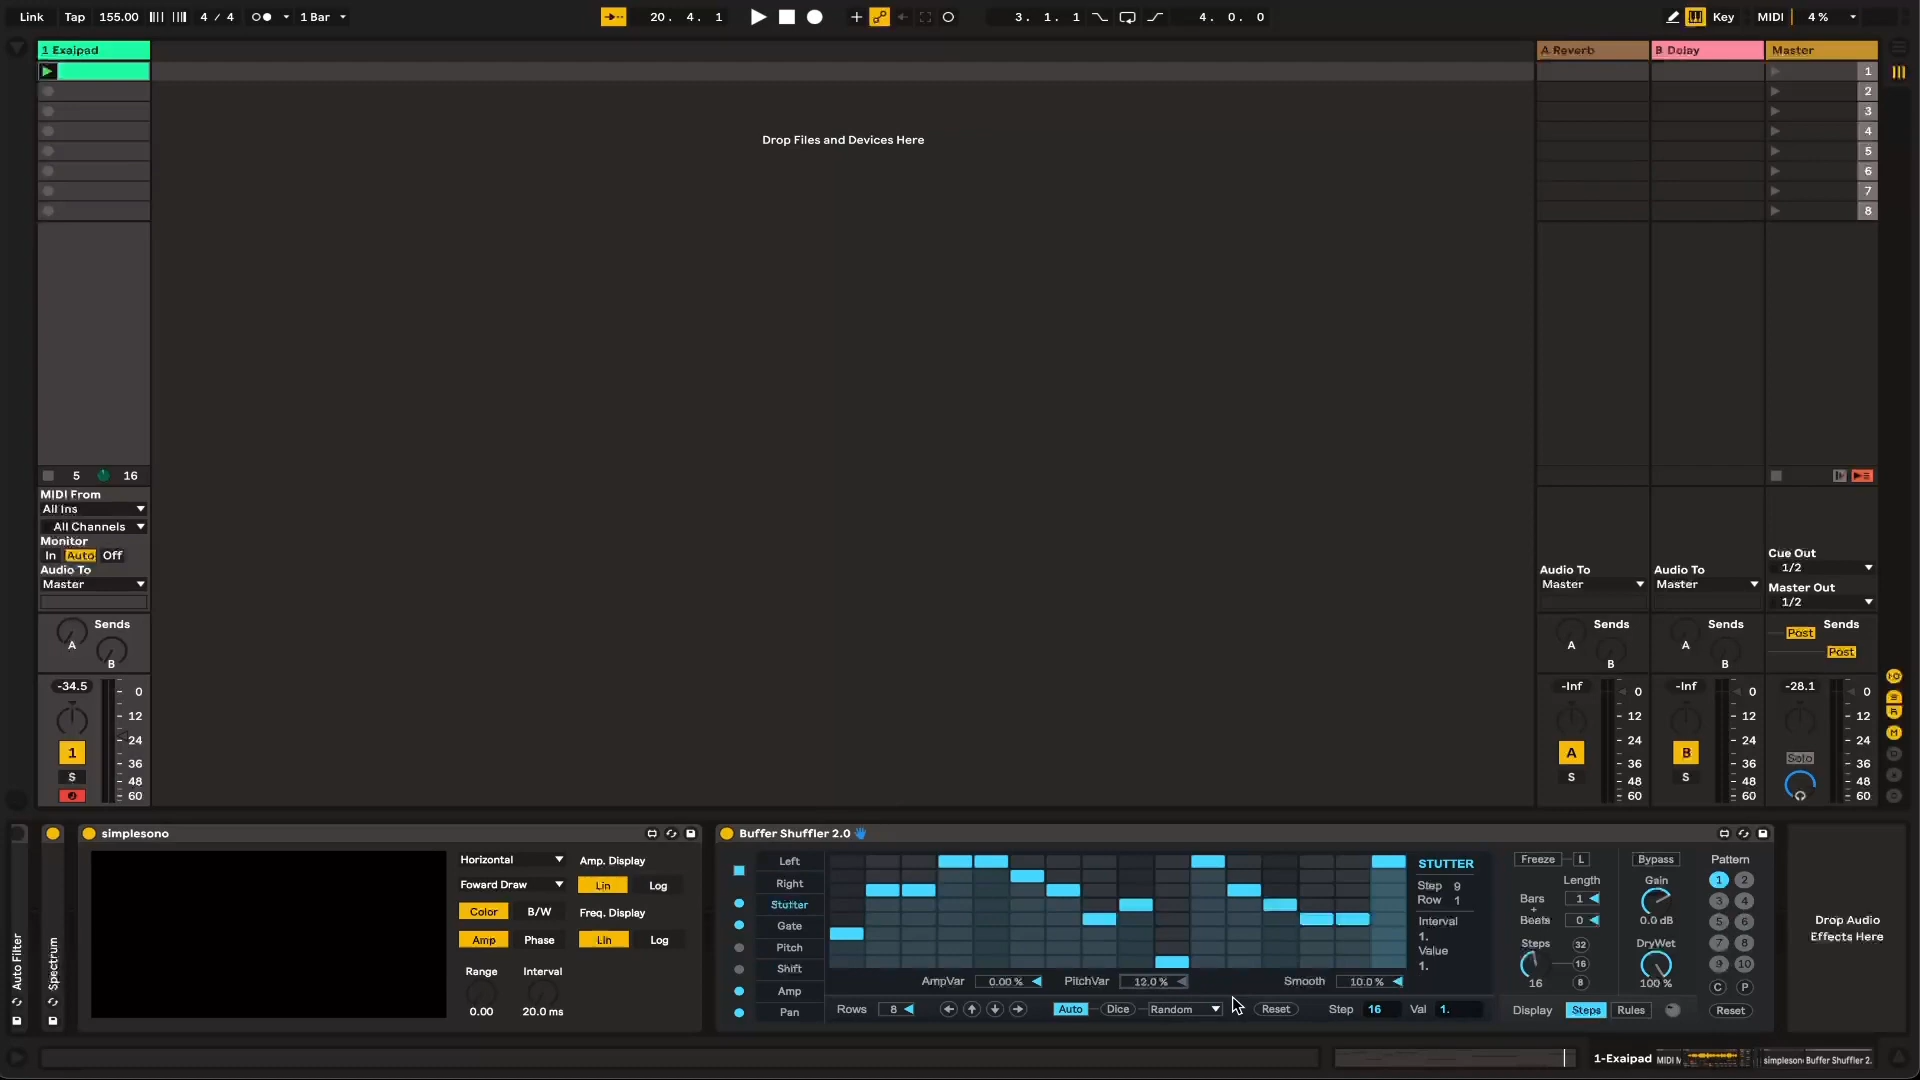 Link Tap 155.00 4 / 4 1 Bar 20. 4. 1 3. 1. 1 4. 0. 0 Key MIDI 4 %
1 Exaipad A Reverb B Delay Master
1
2
3
4
5
6
7
8
Drop Files and Devices Here
5 16
MIDI From
All Ins
All Channels
Monitor
In Auto Off
Audio To
Master
Sends
A
B
-34.5
0
12
24
36
48
60
1
S
Audio To
Master
Sends
A
B
-Inf
0
12
24
36
48
60
A
S
Audio To
Master
Sends
A
B
-Inf
0
12
24
36
48
60
B
S
Cue Out
1/2
Master Out
1/2
Sends
Post
Post
-28.1
0
12
24
36
48
60
Solo
Auto Filter
Spectrum
simplesono
Horizontal Amp. Display
Foward Draw Lin Log
Color B/W Freq. Display
Amp Phase Lin Log
Range Interval
0.00 20.0 ms
Buffer Shuffler 2.0
Left
Right
Stutter
Gate
Pitch
Shift
Amp
Pan
AmpVar 0.00 % PitchVar 12.0 % Smooth 10.0 %
Rows 8 Auto Dice Random Reset Step 16 Val 1.
STUTTER
Step 9
Row 1
Interval
1.
Value
1.
Freeze L
Length
Bars 1
+
Beats 0
Steps 32
16
8
16
Display Steps Rules
Bypass
Gain
0.0 dB
DryWet
100 %
Pattern
1 2
3 4
5 6
7 8
9 10
C P
Reset
Drop Audio
Effects Here
1-Exaipad MIDI M simplesono Buffer Shuffler 2.